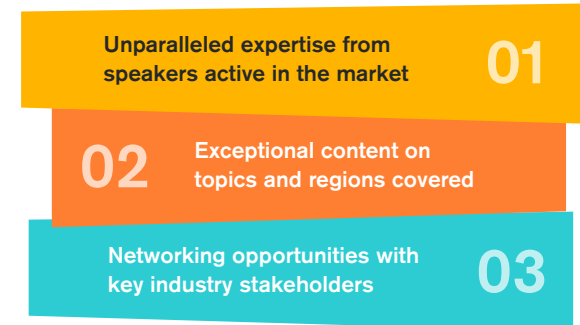 Unparalleled expertise from
speakers active in the market
01
02
Exceptional content on
topics and regions covered
Networking opportunities with
key industry stakeholders
03